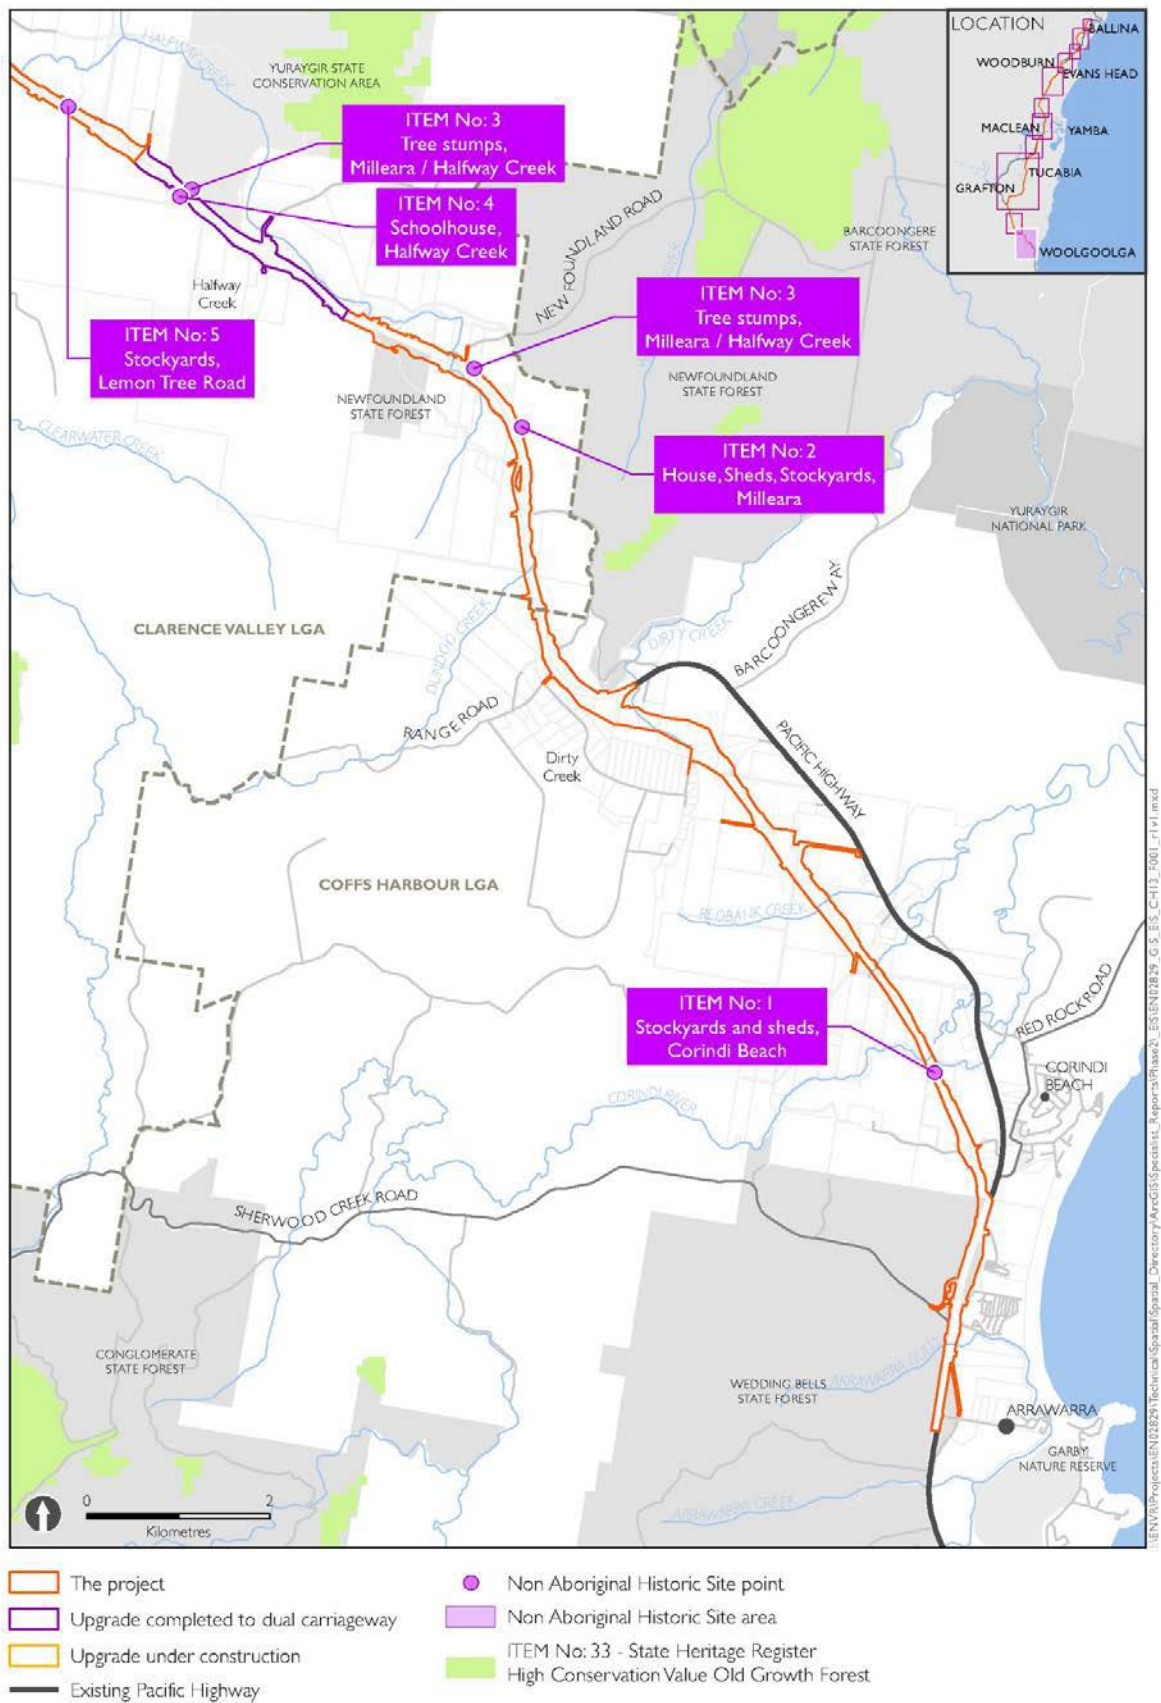 LOCATION
BALLINA
WOODBURN
EVANS HEAD
MACLEAN
YAMBA
TUCABIA
GRAFTON
WOOLGOOLGA
HALFWAY CREEK
YURAYGIR STATE
CONSERVATION AREA
ITEM No: 3
Tree stumps,
Milleara / Halfway Creek
ITEM No: 4
Schoolhouse,
Halfway Creek
NEW FOUNDLAND ROAD
BARCOONGERE
STATE FOREST
Halfway
Creek
ITEM No: 5
Stockyards,
Lemon Tree Road
ITEM No: 3
Tree stumps,
Milleara / Halfway Creek
NEWFOUNDLAND
STATE FOREST
NEWFOUNDLAND
STATE FOREST
CLEARWATER CREEK
ITEM No: 2
House, Sheds, Stockyards,
Milleara
YURAYGIR
NATIONAL PARK
CLARENCE VALLEY LGA
DUNDOO CREEK
DIRTY CREEK
BARCOONGERE WAY
RANGE ROAD
Dirty
Creek
PACIFIC HIGHWAY
COFFS HARBOUR LGA
REDBANK CREEK
ITEM No: 1
Stockyards and sheds,
Corindi Beach
RED ROCK ROAD
CORINDI
BEACH
CORINDI RIVER
SHERWOOD CREEK ROAD
CONGLOMERATE
STATE FOREST
WEDDING BELLS
STATE FOREST
ARRAWARRA GULLY
ARRAWARRA
GARBY
NATURE RESERVE
ARRAWARRA CREEK
0 2
Kilometres
The project
Upgrade completed to dual carriageway
Upgrade under construction
Existing Pacific Highway
Non Aboriginal Historic Site point
Non Aboriginal Historic Site area
ITEM No: 33 - State Heritage Register
High Conservation Value Old Growth Forest